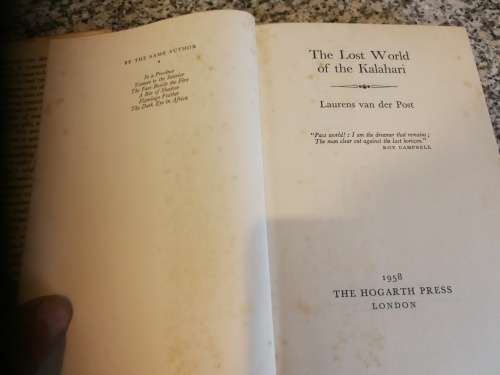 BY THE SAME AUTHOR
*
In a Province
Venture to the Interior
The Face Beside the Fire
A Bar of Shadow
Flamingo Feather
The Dark Eye in Africa
The Lost World
of the Kalahari
Laurens van der Post
"Pass world! : I am the dreamer that remains;
The man clear cut against the last horizon."
ROY CAMPBELL
1958
THE HOGARTH PRESS
LONDON